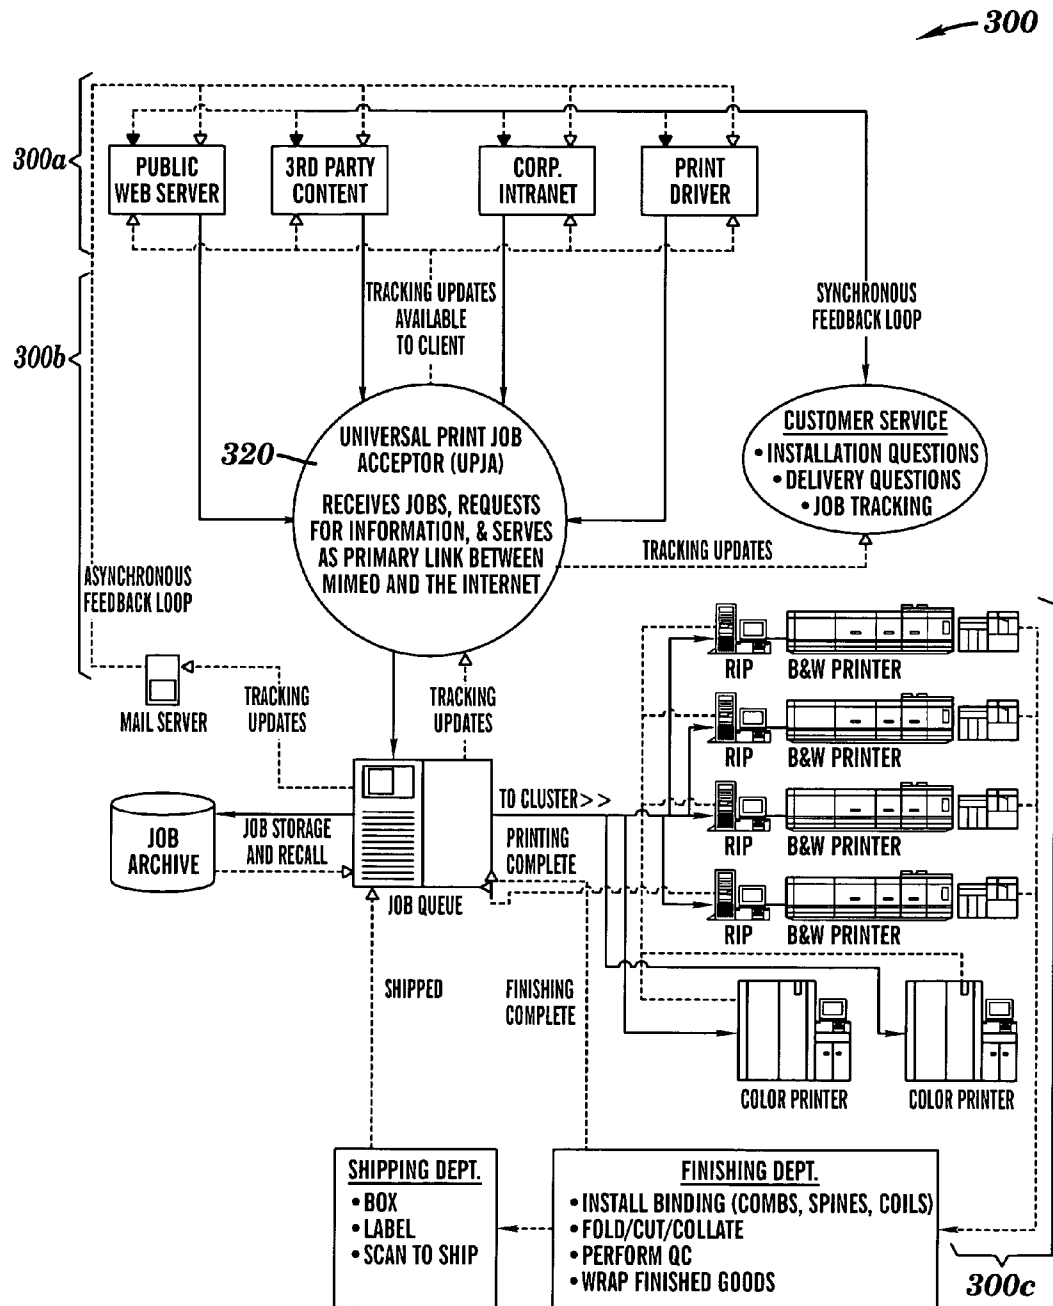 300
300a
PUBLIC
WEB SERVER
3RD PARTY
CONTENT
CORP.
INTRANET
PRINT
DRIVER
TRACKING UPDATES
AVAILABLE
TO CLIENT
SYNCHRONOUS
FEEDBACK LOOP
300b
320
UNIVERSAL PRINT JOB
ACCEPTOR (UPJA)
RECEIVES JOBS, REQUESTS
FOR INFORMATION, & SERVES
AS PRIMARY LINK BETWEEN
MIMEO AND THE INTERNET
CUSTOMER SERVICE
• INSTALLATION QUESTIONS
• DELIVERY QUESTIONS
• JOB TRACKING
TRACKING UPDATES
ASYNCHRONOUS
FEEDBACK LOOP
MAIL SERVER
TRACKING
UPDATES
TRACKING
UPDATES
RIP
B&W PRINTER
RIP
B&W PRINTER
RIP
B&W PRINTER
RIP
B&W PRINTER
TO CLUSTER>>
PRINTING
COMPLETE
JOB
ARCHIVE
JOB STORAGE
AND RECALL
JOB QUEUE
SHIPPED
FINISHING
COMPLETE
COLOR PRINTER
COLOR PRINTER
SHIPPING DEPT.
• BOX
• LABEL
• SCAN TO SHIP
FINISHING DEPT.
• INSTALL BINDING (COMBS, SPINES, COILS)
• FOLD/CUT/COLLATE
• PERFORM QC
• WRAP FINISHED GOODS
300c